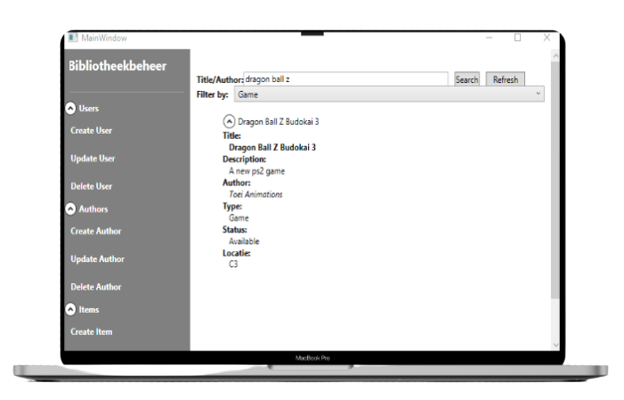 MainWindow
Bibliotheekbeheer
Users
Create User
Update User
Delete User
Authors
Create Author
Update Author
Delete Author
Items
Create Item
Title/Author: dragon ball z Search Refresh
Filter by: Game
Dragon Ball Z Budokai 3
Title:
Dragon Ball Z Budokai 3
Description:
A new ps2 game
Author:
Toei Animations
Type:
Game
Status:
Available
Locatie:
C3
MacBook Pro